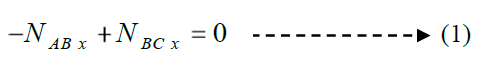 −N_{AB x} + N_{BC x} = 0 -----------► (1)